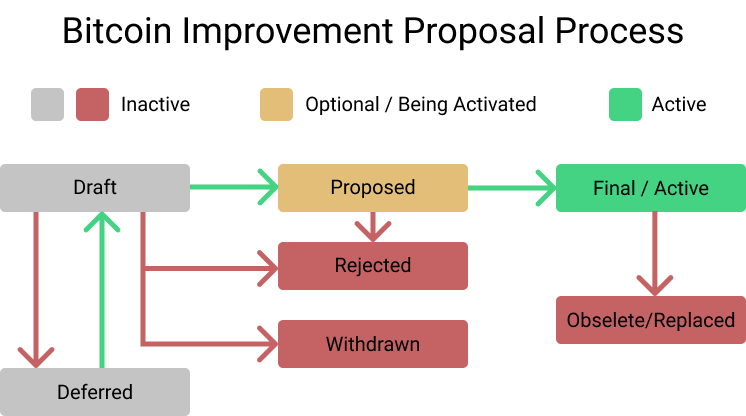 Bitcoin Improvement Proposal Process
Inactive
Optional / Being Activated
Active
Draft
Proposed
Final / Active
Rejected
Obselete/Replaced
Withdrawn
Deferred